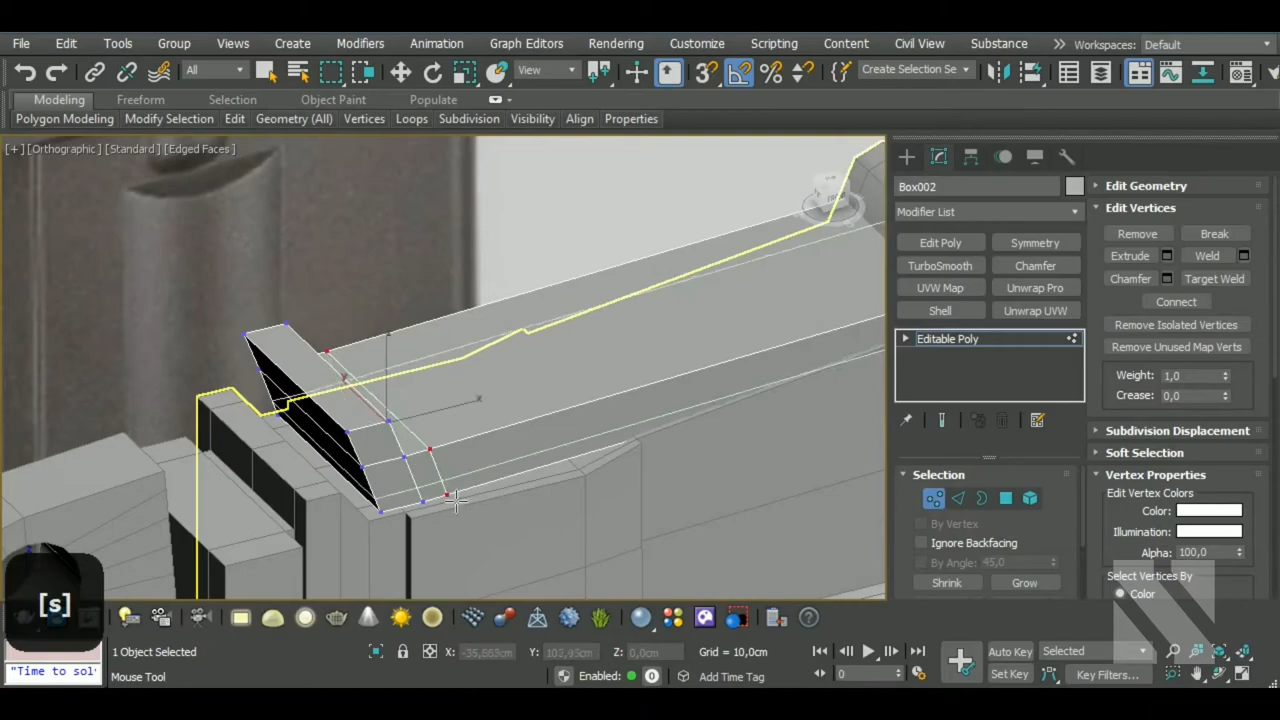 File Edit Tools Group Views Create Modifiers Animation Graph Editors Rendering Customize Scripting Content Civil View Substance Workspaces: Default
All View Create Selection Se
Modeling Freeform Selection Object Paint Populate
Polygon Modeling Modify Selection Edit Geometry (All) Vertices Loops Subdivision Visibility Align Properties
[+] [Orthographic] [Standard] [Edged Faces]
Box002
Modifier List
Edit Poly Symmetry
TurboSmooth Chamfer
UVW Map Unwrap Pro
Shell Unwrap UVW
Editable Poly
Selection
By Vertex
Ignore Backfacing
By Angle: 45,0
Shrink Grow
Edit Geometry
Edit Vertices
Remove Break
Extrude Weld
Chamfer Target Weld
Connect
Remove Isolated Vertices
Remove Unused Map Verts
Weight: 1,0
Crease: 0,0
Subdivision Displacement
Soft Selection
Vertex Properties
Edit Vertex Colors
Color:
Illumination:
Alpha: 100,0
Select Vertices By
Color
x
y
[s]
"Time to sol
1 Object Selected
Mouse Tool
X: -35,863cm Y: 102,93cm Z: 0,0cm Grid = 10,0cm
Enabled: 0 Add Time Tag
0
Auto Key Selected
Set Key Key Filters...